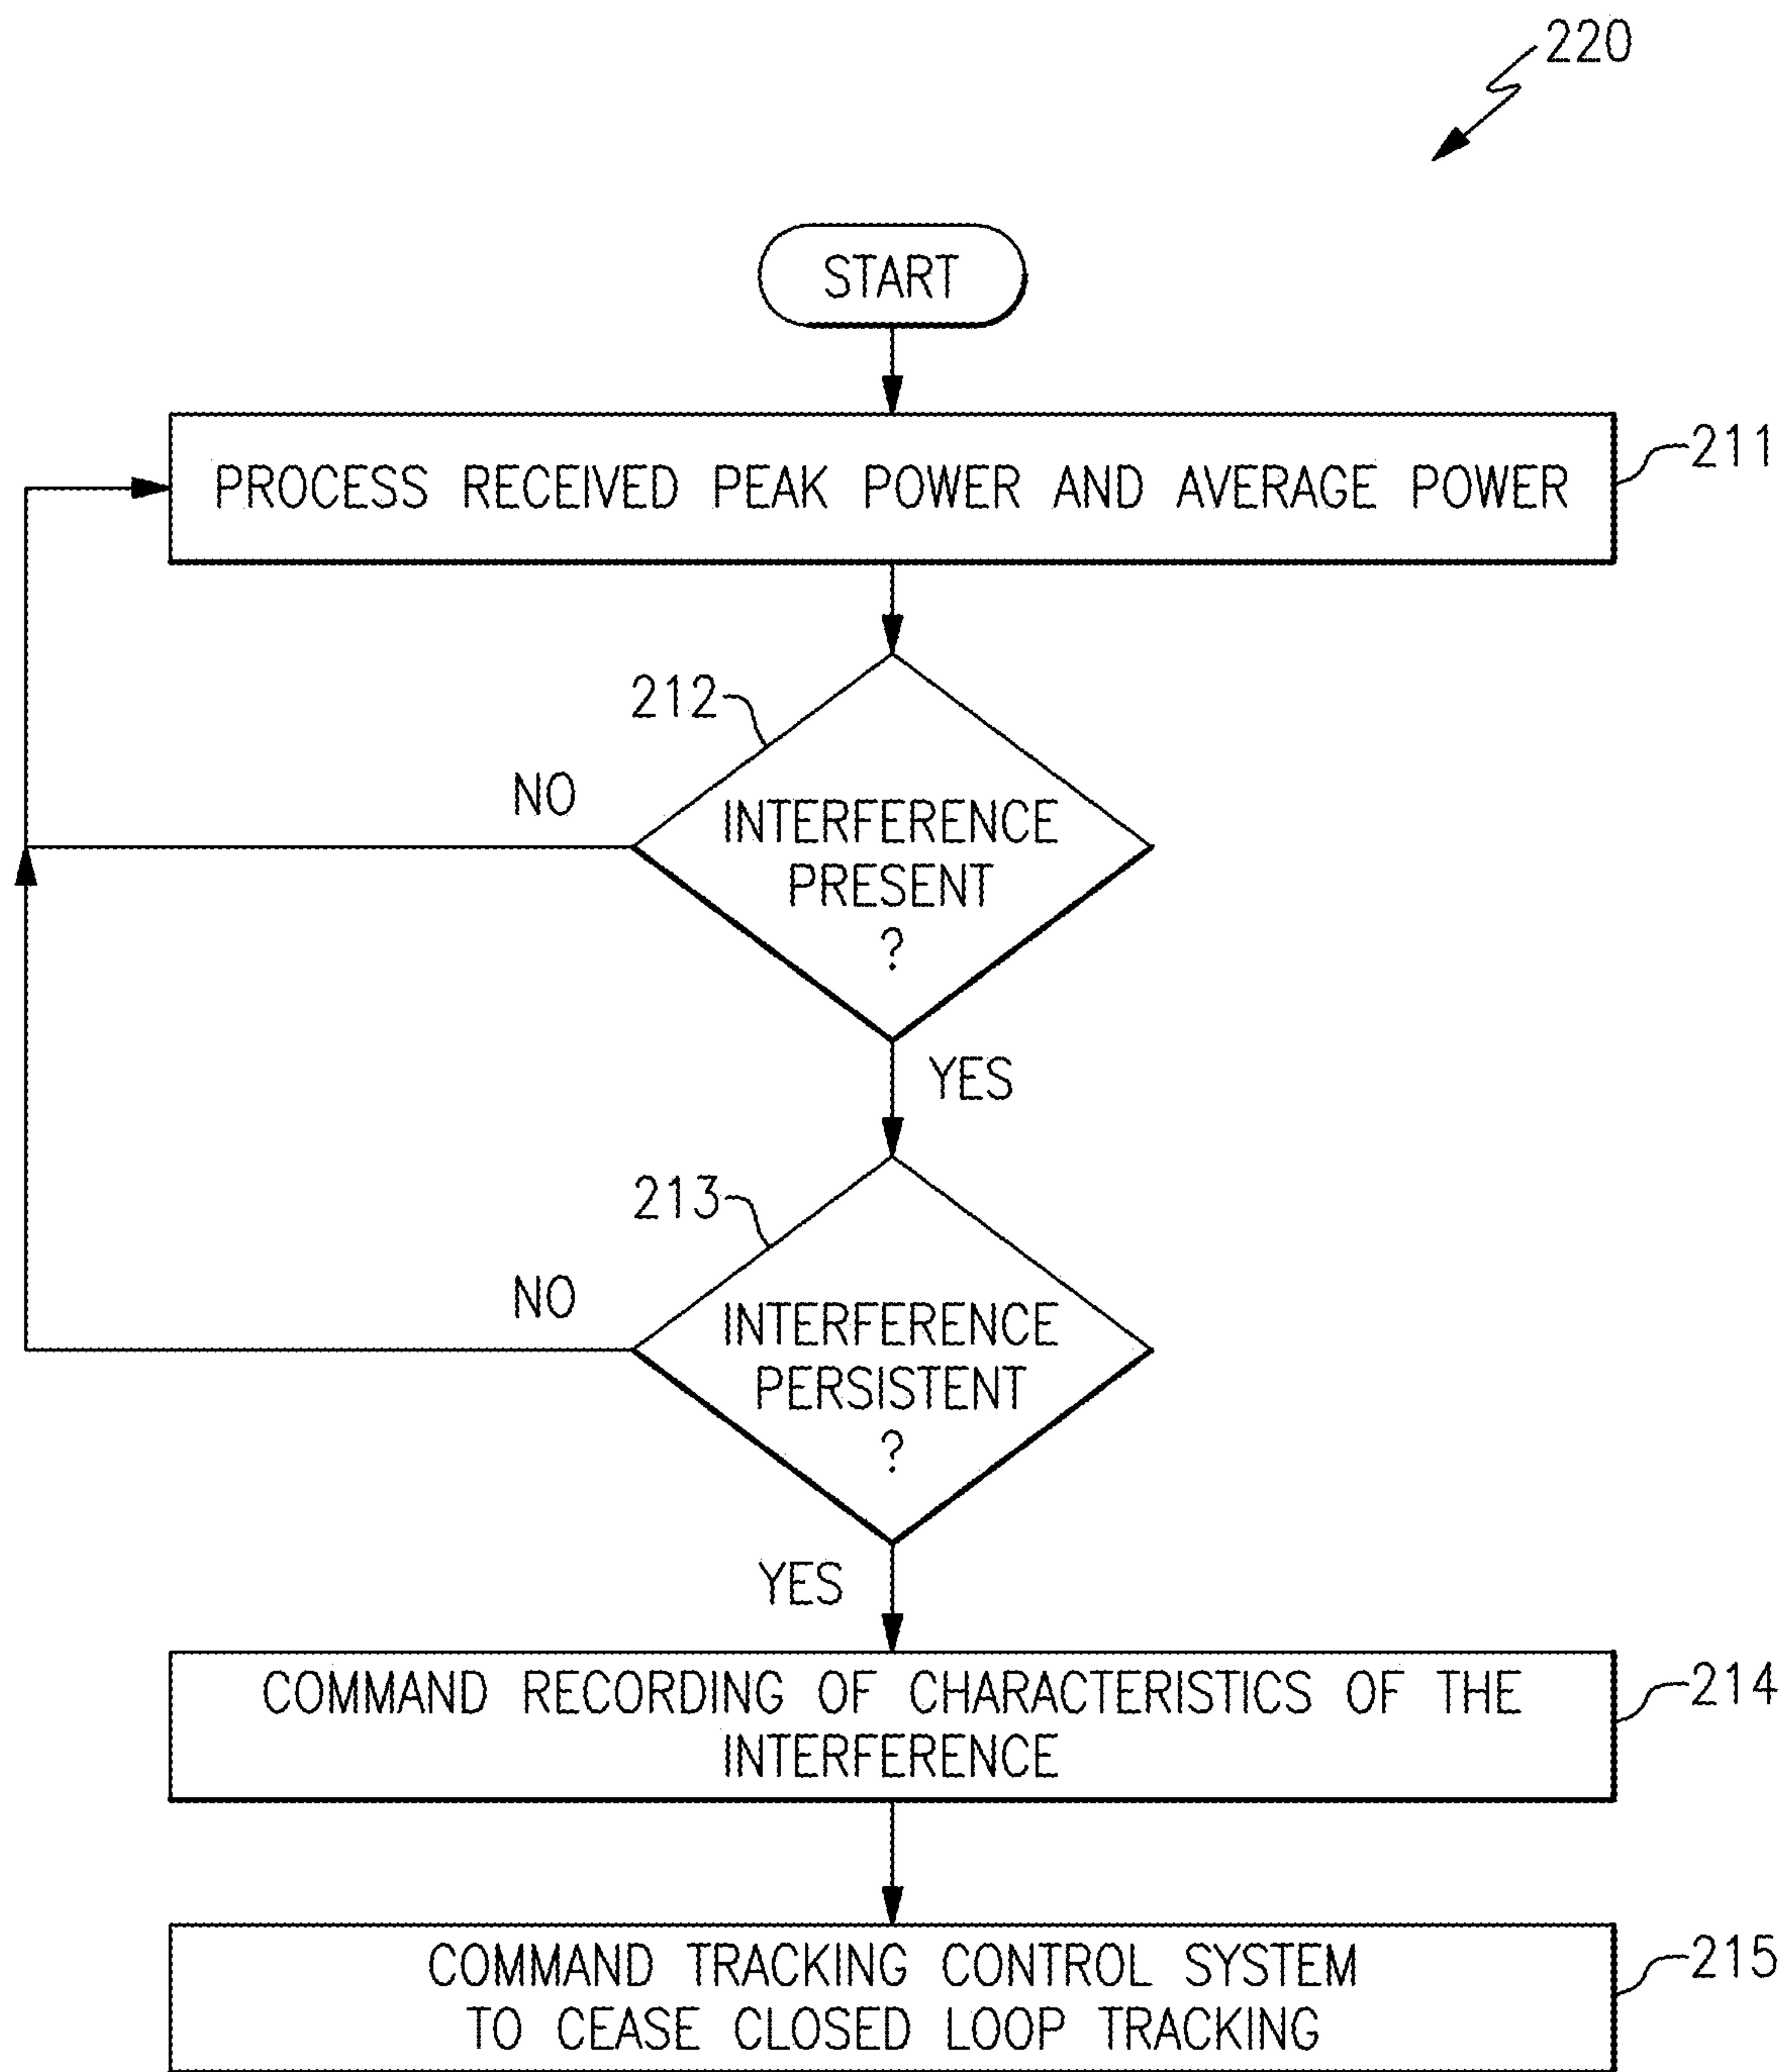 220
START
PROCESS RECEIVED PEAK POWER AND AVERAGE POWER
211
212
NO
INTERFERENCE
PRESENT
?
YES
213
NO
INTERFERENCE
PERSISTENT
?
YES
COMMAND RECORDING OF CHARACTERISTICS OF THE
INTERFERENCE
214
COMMAND TRACKING CONTROL SYSTEM
TO CEASE CLOSED LOOP TRACKING
215